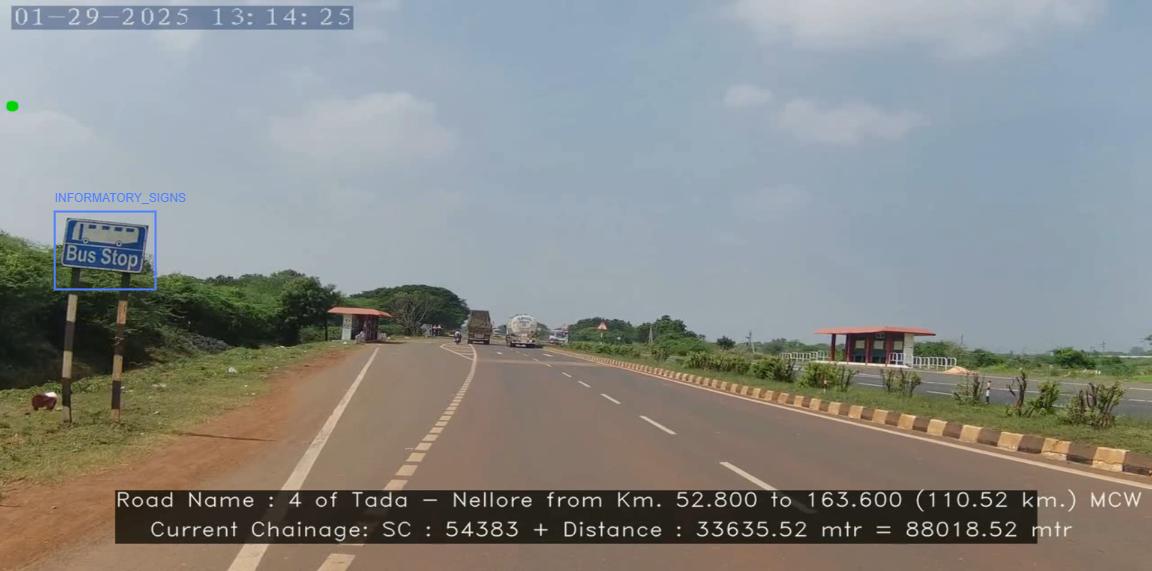 01-29-2025 13:14:25
INFORMATORY_SIGNS
Bus Stop
Road Name : 4 of Tada - Nellore from Km. 52.800 to 163.600 (110.52 km.) MCW
Current Chainage: SC : 54383 + Distance : 33635.52 mtr = 88018.52 mtr